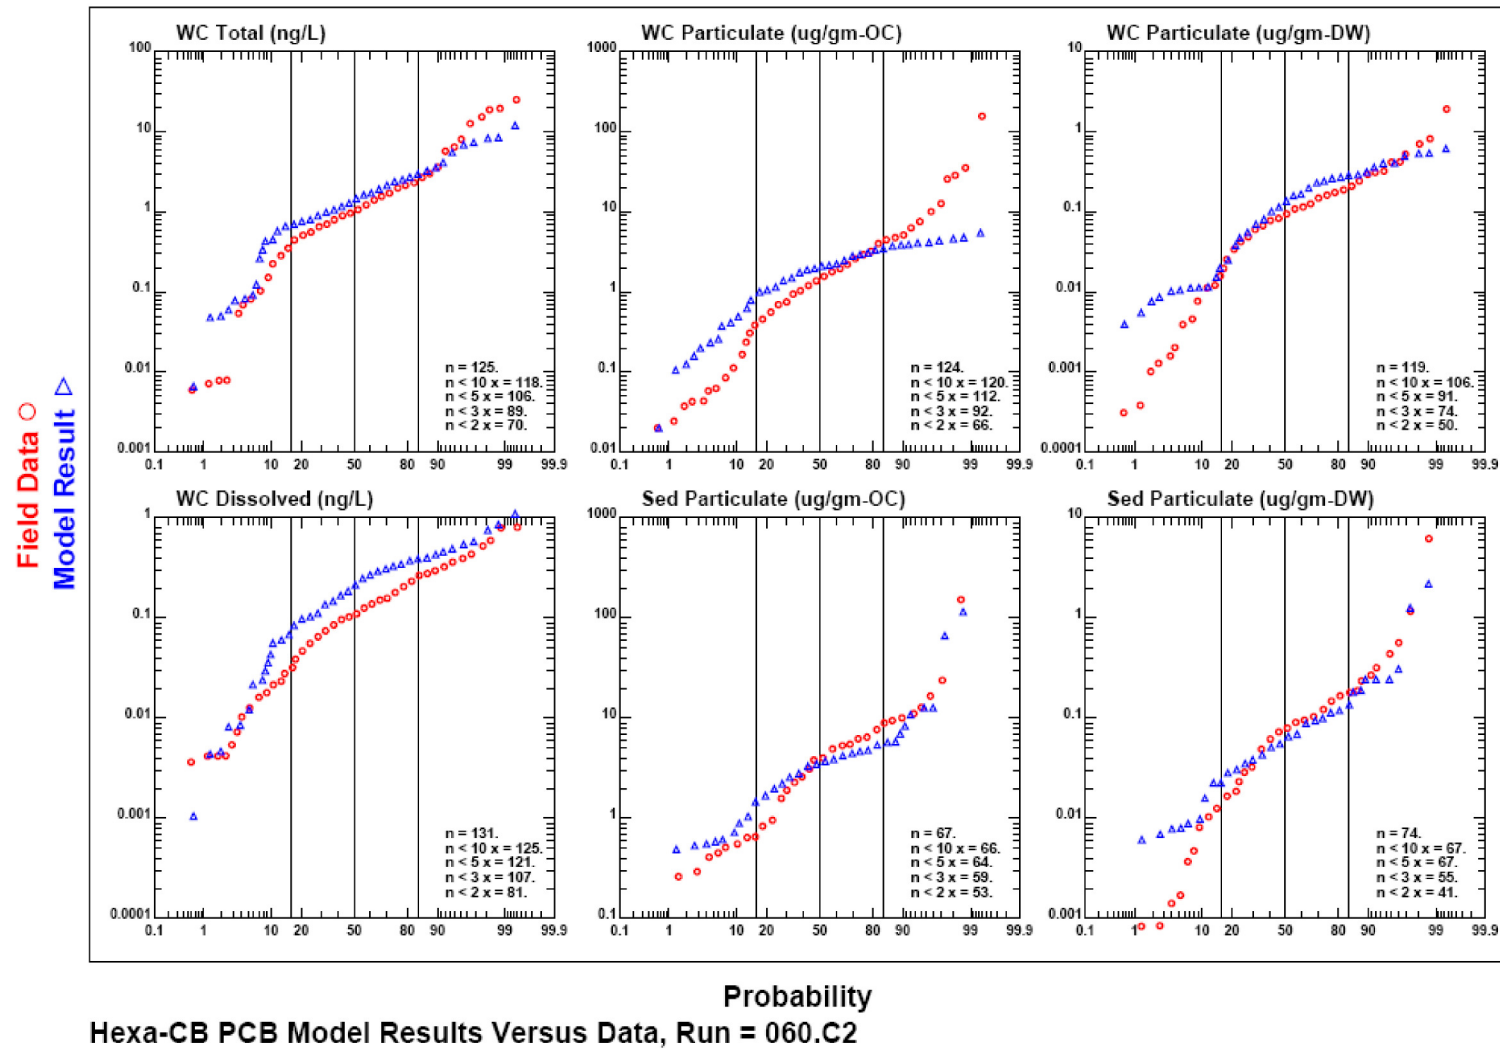 Field Data ○
Model Result △
WC Total (ng/L)
100
10
1
0.1
0.01
0.001
n = 125.
n < 10 x = 118.
n < 5 x = 106.
n < 3 x = 89.
n < 2 x = 70.
0.1 1 10 20 50 80 90 99 99.9
WC Particulate (ug/gm-OC)
1000
100
10
1
0.1
0.01
n = 124.
n < 10 x = 120.
n < 5 x = 112.
n < 3 x = 92.
n < 2 x = 66.
0.1 1 10 20 50 80 90 99 99.9
WC Particulate (ug/gm-DW)
10
1
0.1
0.01
0.001
0.0001
n = 119.
n < 10 x = 106.
n < 5 x = 91.
n < 3 x = 74.
n < 2 x = 50.
0.1 1 10 20 50 80 90 99 99.9
WC Dissolved (ng/L)
1
0.1
0.01
0.001
0.0001
n = 131.
n < 10 x = 125.
n < 5 x = 121.
n < 3 x = 107.
n < 2 x = 81.
0.1 1 10 20 50 80 90 99 99.9
Sed Particulate (ug/gm-OC)
1000
100
10
1
0.1
n = 67.
n < 10 x = 66.
n < 5 x = 64.
n < 3 x = 59.
n < 2 x = 53.
0.1 1 10 20 50 80 90 99 99.9
Sed Particulate (ug/gm-DW)
10
1
0.1
0.01
0.001
n = 74.
n < 10 x = 67.
n < 5 x = 67.
n < 3 x = 55.
n < 2 x = 41.
0.1 1 10 20 50 80 90 99 99.9
Probability
Hexa-CB PCB Model Results Versus Data, Run = 060.C2